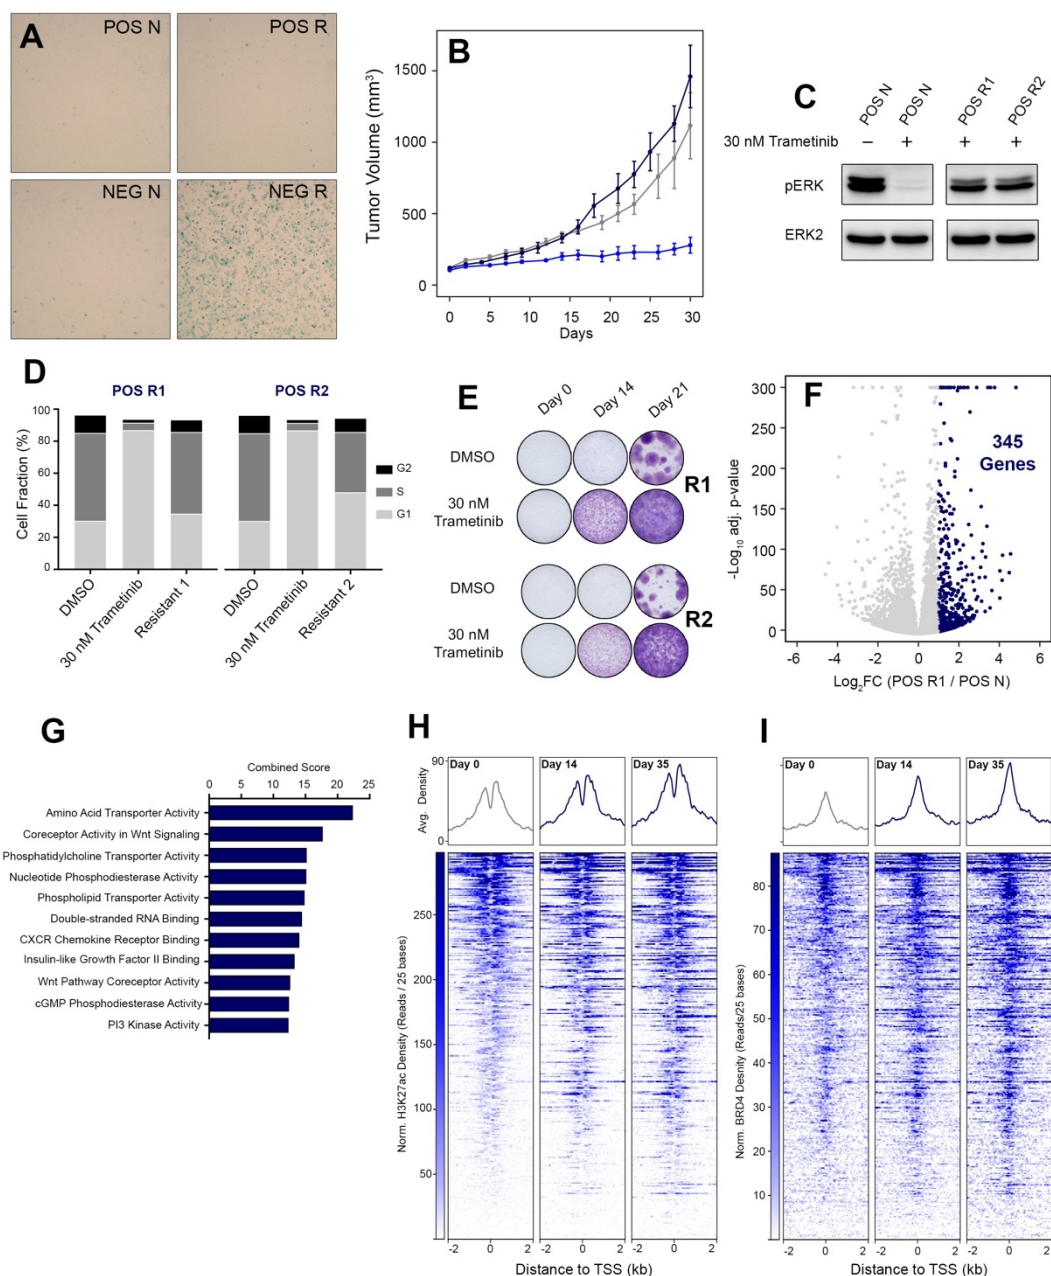 A
POS N
POS R
NEG N
NEG R
B
Tumor Volume (mm³)
1500
1000
500
0
0 5 10 15 20 25 30
Days
C
POS N
POS N
POS R1
POS R2
30 nM Trametinib
– + + +
pERK
ERK2
D
POS R1
POS R2
Cell Fraction (%)
100
80
60
40
20
0
G2
S
G1
DMSO
30 nM Trametinib
Resistant 1
DMSO
30 nM Trametinib
Resistant 2
E
Day 0
Day 14
Day 21
DMSO
R1
30 nM
Trametinib
DMSO
R2
30 nM
Trametinib
F
-Log₁₀ adj. p-value
300
250
200
150
100
50
0
345
Genes
-6 -4 -2 0 2 4 6
Log₂FC (POS R1 / POS N)
G
Combined Score
0 5 10 15 20 25
Amino Acid Transporter Activity
Coreceptor Activity in Wnt Signaling
Phosphatidylcholine Transporter Activity
Nucleotide Phosphodiesterase Activity
Phospholipid Transporter Activity
Double-stranded RNA Binding
CXCR Chemokine Receptor Binding
Insulin-like Growth Factor II Binding
Wnt Pathway Coreceptor Activity
cGMP Phosphodiesterase Activity
PI3 Kinase Activity
H
Avg. Density
90
0
Day 0
Day 14
Day 35
Norm. H3K27ac Density (Reads / 25 bases)
250
200
150
100
50
-2 0 2 -2 0 2 -2 0 2
Distance to TSS (kb)
I
Day 0
Day 14
Day 35
Norm. BRD4 Desnity (Reads/25 bases)
80
70
60
50
40
30
20
10
-2 0 2 -2 0 2 -2 0 2
Distance to TSS (kb)